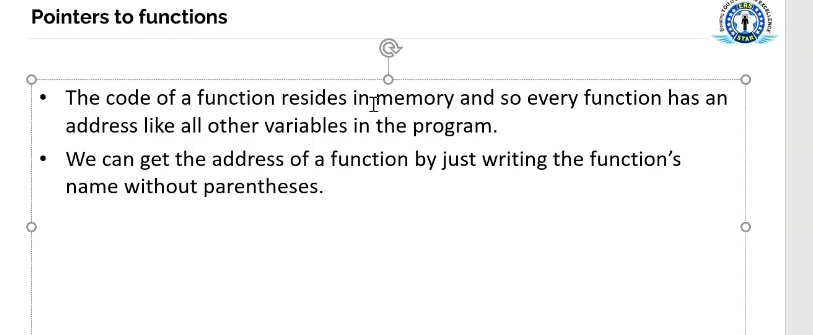 Pointers to functions
• The code of a function resides in memory and so every function has an
address like all other variables in the program.
• We can get the address of a function by just writing the function’s
name without parentheses.